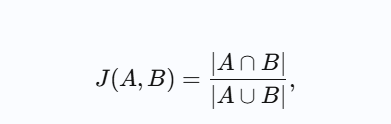 J(A, B) = |A ∩ B| / |A ∪ B|,